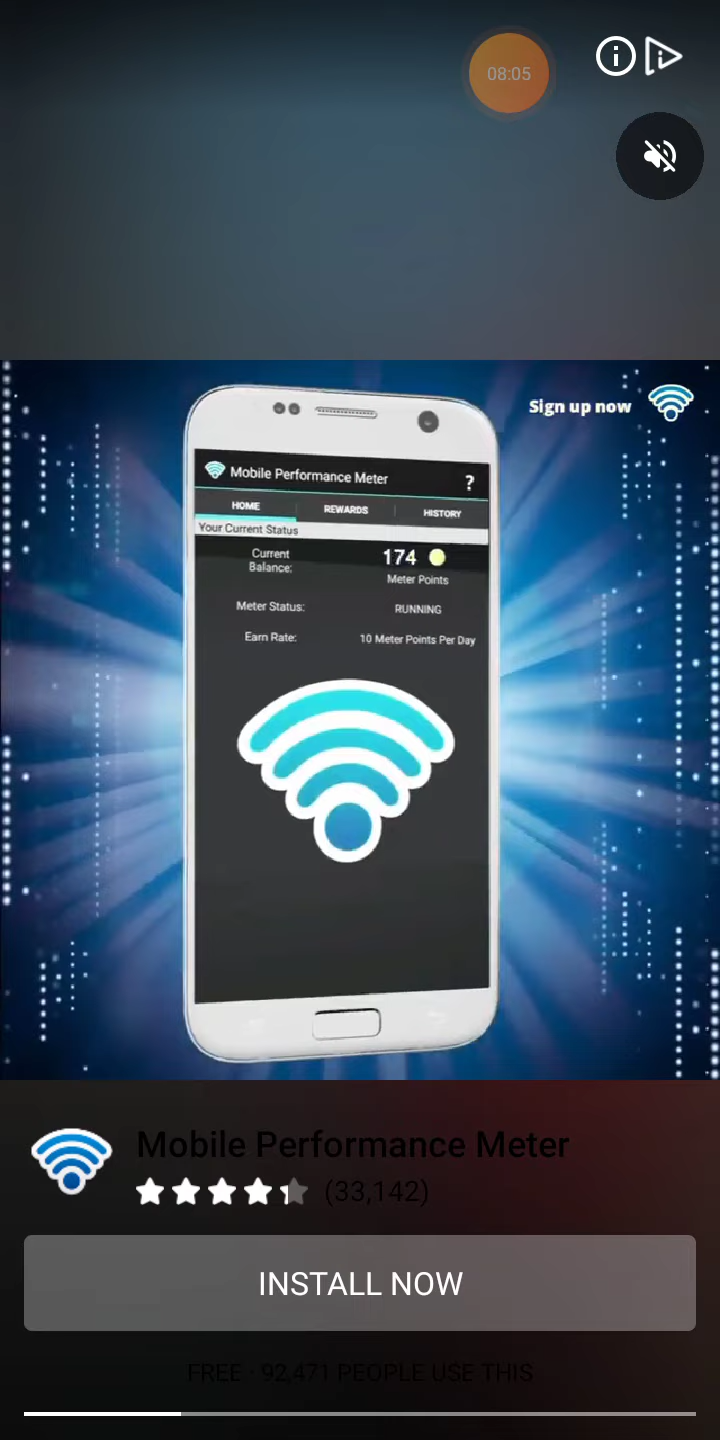 08:05
Sign up now
Mobile Performance Meter
?
HOME
REWARDS
HISTORY
Your Current Status
Current
Balance:
174
Meter Points
Meter Status:
RUNNING
Earn Rate:
10 Meter Points Per Day
Mobile Performance Meter
(33,142)
INSTALL NOW
FREE · 92,471 PEOPLE USE THIS